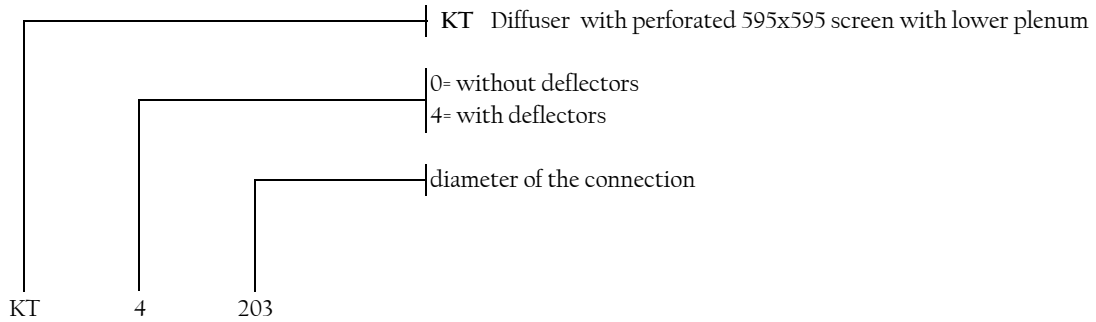 KT Diffuser with perforated 595x595 screen with lower plenum
0= without deflectors
4= with deflectors
diameter of the connection
KT 4 203